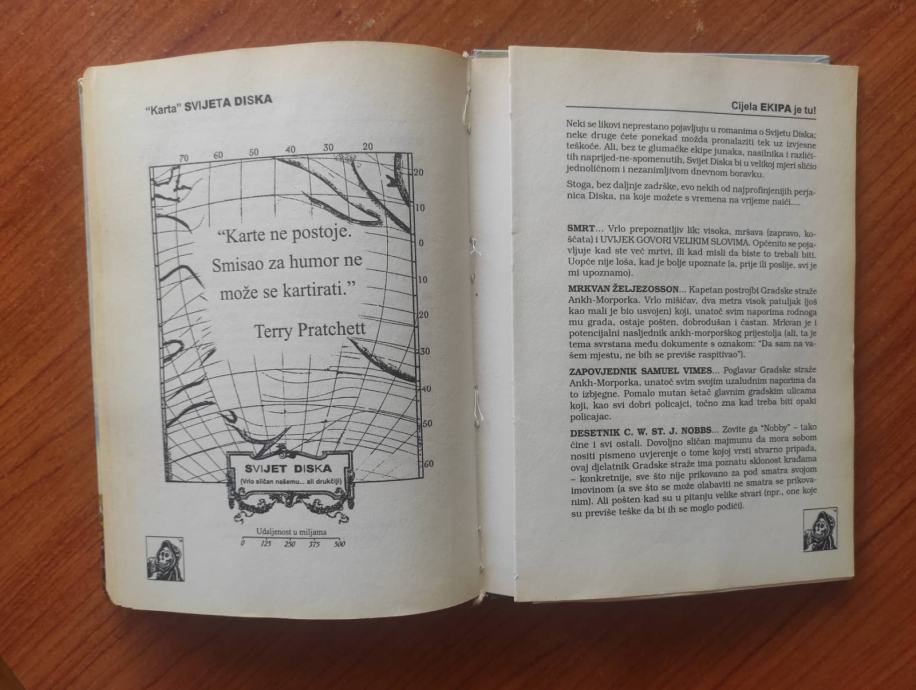 "Karta" SVIJETA DISKA
70 60 50 40 30 20
20
10
0
10
20
30
40
50
60
"Karte ne postoje.
Smisao za humor ne
može se kartirati."
Terry Pratchett
SVIJET DISKA
(Vrlo sličan našemu... ali drukčiji)
Udaljenost u miljama
0 125 250 375 500
Cijela EKIPA je tu!
Neki se likovi neprestano pojavljuju u romanima o Svijetu Diska;
neke druge ćete ponekad možda pronalaziti tek uz izvjesne
teškoće. Ali, bez te glumačke ekipe junaka, nasilnika i različi-
tih naprijed-ne-spomenutih, Svijet Diska bi u velikoj mjeri sličio
jednoličnom i nezanimljivom dnevnom boravku.
Stoga, bez daljnje zadrške, evo nekih od najprofinjenijih perja-
nica Diska, na koje možete s vremena na vrijeme naići....
SMRT... Vrlo prepoznatljiv lik; visoka, mršava (zapravo, ko-
ščata) i UVIJEK GOVORI VELIKIM SLOVIMA. Općenito se poja-
vljuje kad ste već mrtvi, ili kad misli da biste to trebali biti.
Uopće nije loša, kad je bolje upoznate (a, prije ili poslije, svi je
mi upoznamo).
MRKVAN ŽELJEZOSSON... Kapetan postrojbi Gradske straže
Ankh-Morporka. Vrlo mišićav, dva metra visok patuljak (još
kao mali je bio usvojen) koji, unatoč svim naporima rodnoga
mu grada, ostaje pošten, dobrodušan i častan. Mrkvan je i
potencijalni nasljednik ankh-morporškog prijestolja (ali, ta je
tema svrstana među dokumente s oznakom: "Da sam na va-
šem mjestu, ne bih se previše raspitivao").
ZAPOVJEDNIK SAMUEL VIMES... Poglavar Gradske straže
Ankh-Morporka, unatoč svim svojim uzaludnim naporima da
to izbjegne. Pomalo mutan šetač glavnim gradskim ulicama
koji, kao svi dobri policajci, točno zna kad treba biti opaki
policajac.
DESETNIK C. W. ST. J. NOBBS... Zovite ga "Nobby" – tako
čine i svi ostali. Dovoljno sličan majmunu da mora sobom
nositi pismeno uvjerenje o tome kojoj vrsti stvarno pripada,
ovaj djelatnik Gradske straže ima poznatu sklonost krađama
– konkretnije, sve što nije prikovano za pod smatra svojom
imovinom (a sve što se može olabaviti ne smatra se prikova-
nim). Ali pošten kad su u pitanju velike stvari (npr., one koje
su previše teške da bi ih se moglo podići).